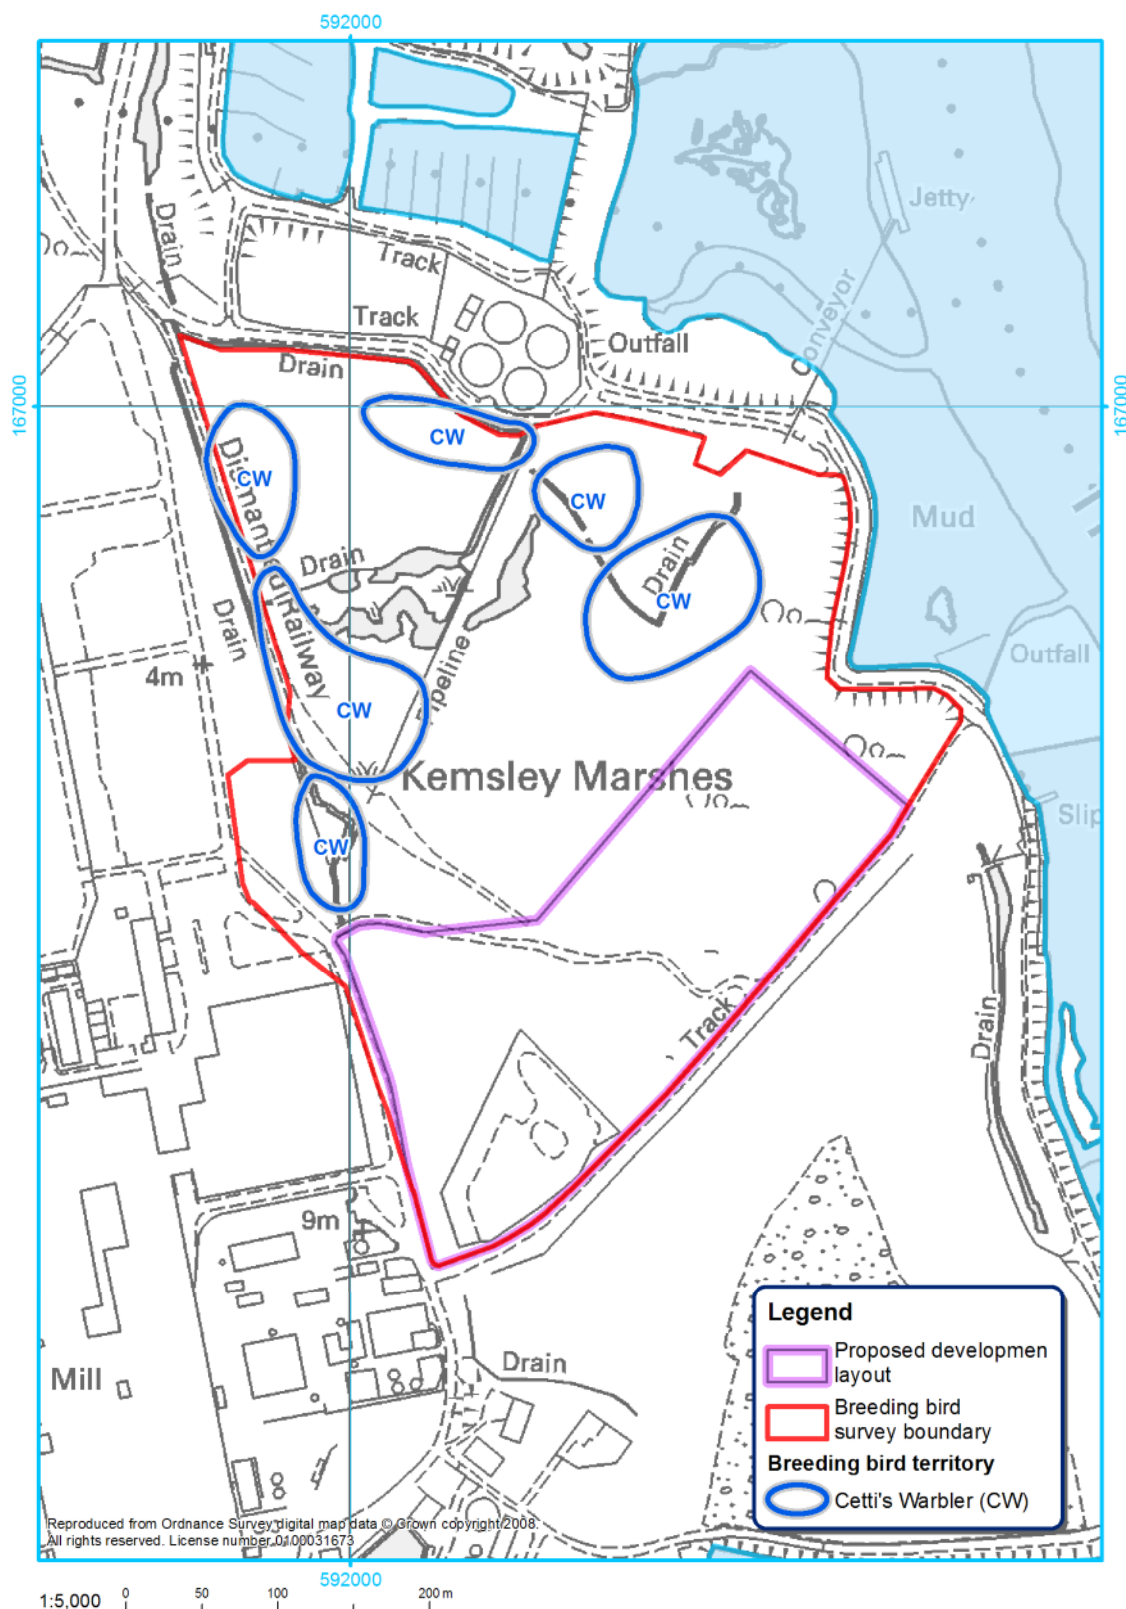 592000
Drain
Jetty
Track
Conveyor
Track
Outfall
Drain
167000
167000
CW
CW
Dismantled Railway
CW
Mud
Drain
Drain
CW
Drain
Outfall
4m
Pipeline
CW
Kemsley Marshes
Slip
CW
Track
Drain
9m
Legend
Proposed developmen
layout
Breeding bird
survey boundary
Breeding bird territory
Cetti's Warbler (CW)
Drain
Mill
Reproduced from Ordnance Survey digital map data © Crown copyright 2008.
All rights reserved. License number 0100031673
592000
1:5,000 0 50 100 200 m